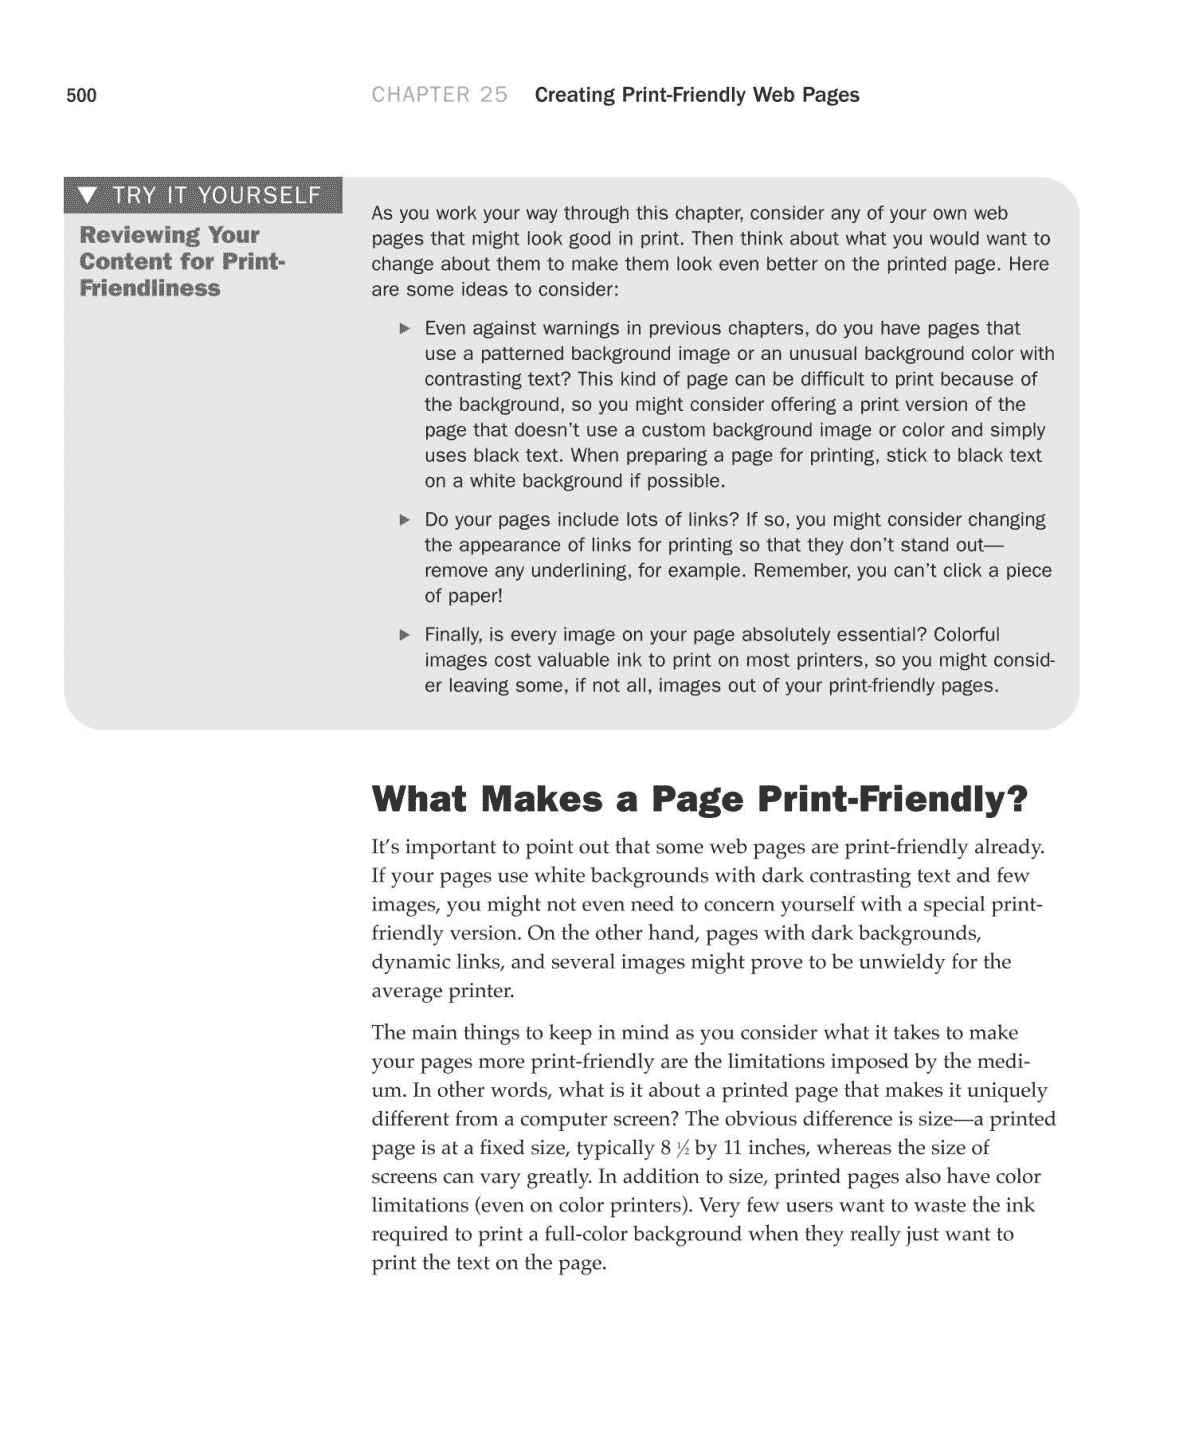 500
CHAPTER 25 Creating Print-Friendly Web Pages
TRY IT YOURSELF
Reviewing Your
Content for Print-
Friendliness
As you work your way through this chapter, consider any of your own web
pages that might look good in print. Then think about what you would want to
change about them to make them look even better on the printed page. Here
are some ideas to consider:
Even against warnings in previous chapters, do you have pages that
use a patterned background image or an unusual background color with
contrasting text? This kind of page can be difficult to print because of
the background, so you might consider offering a print version of the
page that doesn't use a custom background image or color and simply
uses black text. When preparing a page for printing, stick to black text
on a white background if possible.
Do your pages include lots of links? If so, you might consider changing
the appearance of links for printing so that they don't stand out—
remove any underlining, for example. Remember, you can't click a piece
of paper!
Finally, is every image on your page absolutely essential? Colorful
images cost valuable ink to print on most printers, so you might consid-
er leaving some, if not all, images out of your print-friendly pages.
What Makes a Page Print-Friendly?
It's important to point out that some web pages are print-friendly already.
If your pages use white backgrounds with dark contrasting text and few
images, you might not even need to concern yourself with a special print-
friendly version. On the other hand, pages with dark backgrounds,
dynamic links, and several images might prove to be unwieldy for the
average printer.
The main things to keep in mind as you consider what it takes to make
your pages more print-friendly are the limitations imposed by the medi-
um. In other words, what is it about a printed page that makes it uniquely
different from a computer screen? The obvious difference is size—a printed
page is at a fixed size, typically 8 ½ by 11 inches, whereas the size of
screens can vary greatly. In addition to size, printed pages also have color
limitations (even on color printers). Very few users want to waste the ink
required to print a full-color background when they really just want to
print the text on the page.